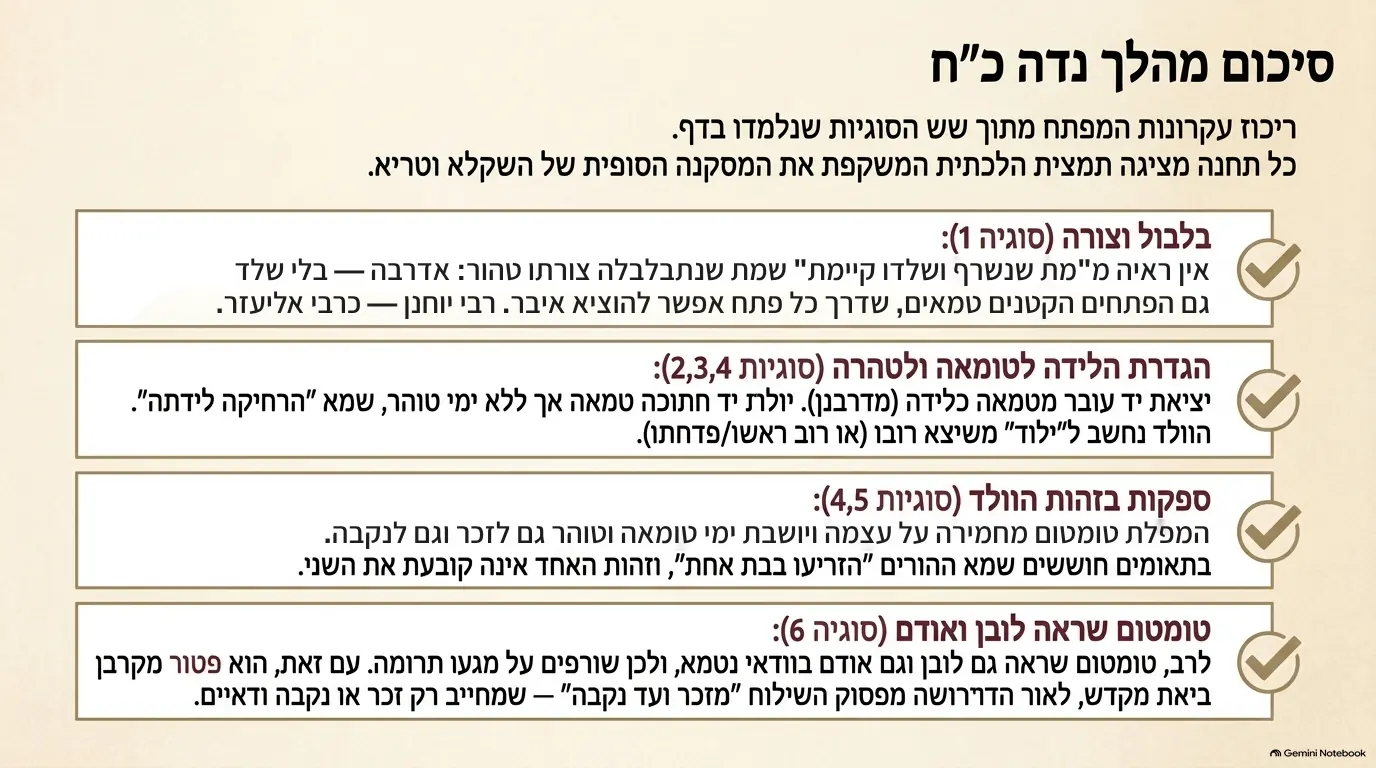 סיכום מהלך נדה כ"ח
ריכוז עקרונות המפתח מתוך שש הסוגיות שנלמדו בדף.
כל תחנה מציגה תמצית הלכתית המשקפת את המסקנה הסופית של השקלא וטריא.
בלבול וצורה (סוגיה 1):
אין ראיה מ"מת שנשרף ושלדו קיימת" שמת שנתבלבלה צורתו טהור: אדרבה — בלי שלד
גם הפתחים הקטנים טמאים, שדרך כל פתח אפשר להוציא איבר. רבי יוחנן — כרבי אליעזר.
הגדרת הלידה לטומאה ולטהרה (סוגיות 2,3,4):
יציאת יד עובר מטמאה כלידה (מדרבנן). יולדת יד חתוכה טמאה אך ללא ימי טוהר, שמא "הרחיקה לידתה".
הוולד נחשב ל"ילוד" משיצא רובו (או רוב ראשו/פדחתו).
ספקות בזהות הוולד (סוגיות 4,5):
המפלת טומטום מחמירה על עצמה ויושבת ימי טומאה וטוהר גם לזכר וגם לנקבה.
בתאומים חוששים שמא ההורים "הזריעו בבת אחת", וזהות האחד אינה קובעת את השני.
טומטום שראה לובן ואודם (סוגיה 6):
לרב, טומטום שראה גם לובן וגם אודם בוודאי נטמא, ולכן שורפים על מגעו תרומה. עם זאת, הוא פטור מקרבן
ביאת מקדש, לאור מפסוק השילוח "מזכר ועד נקבה" — שמחייב רק זכר או נקבה ודאיים.
Gemini Notebook